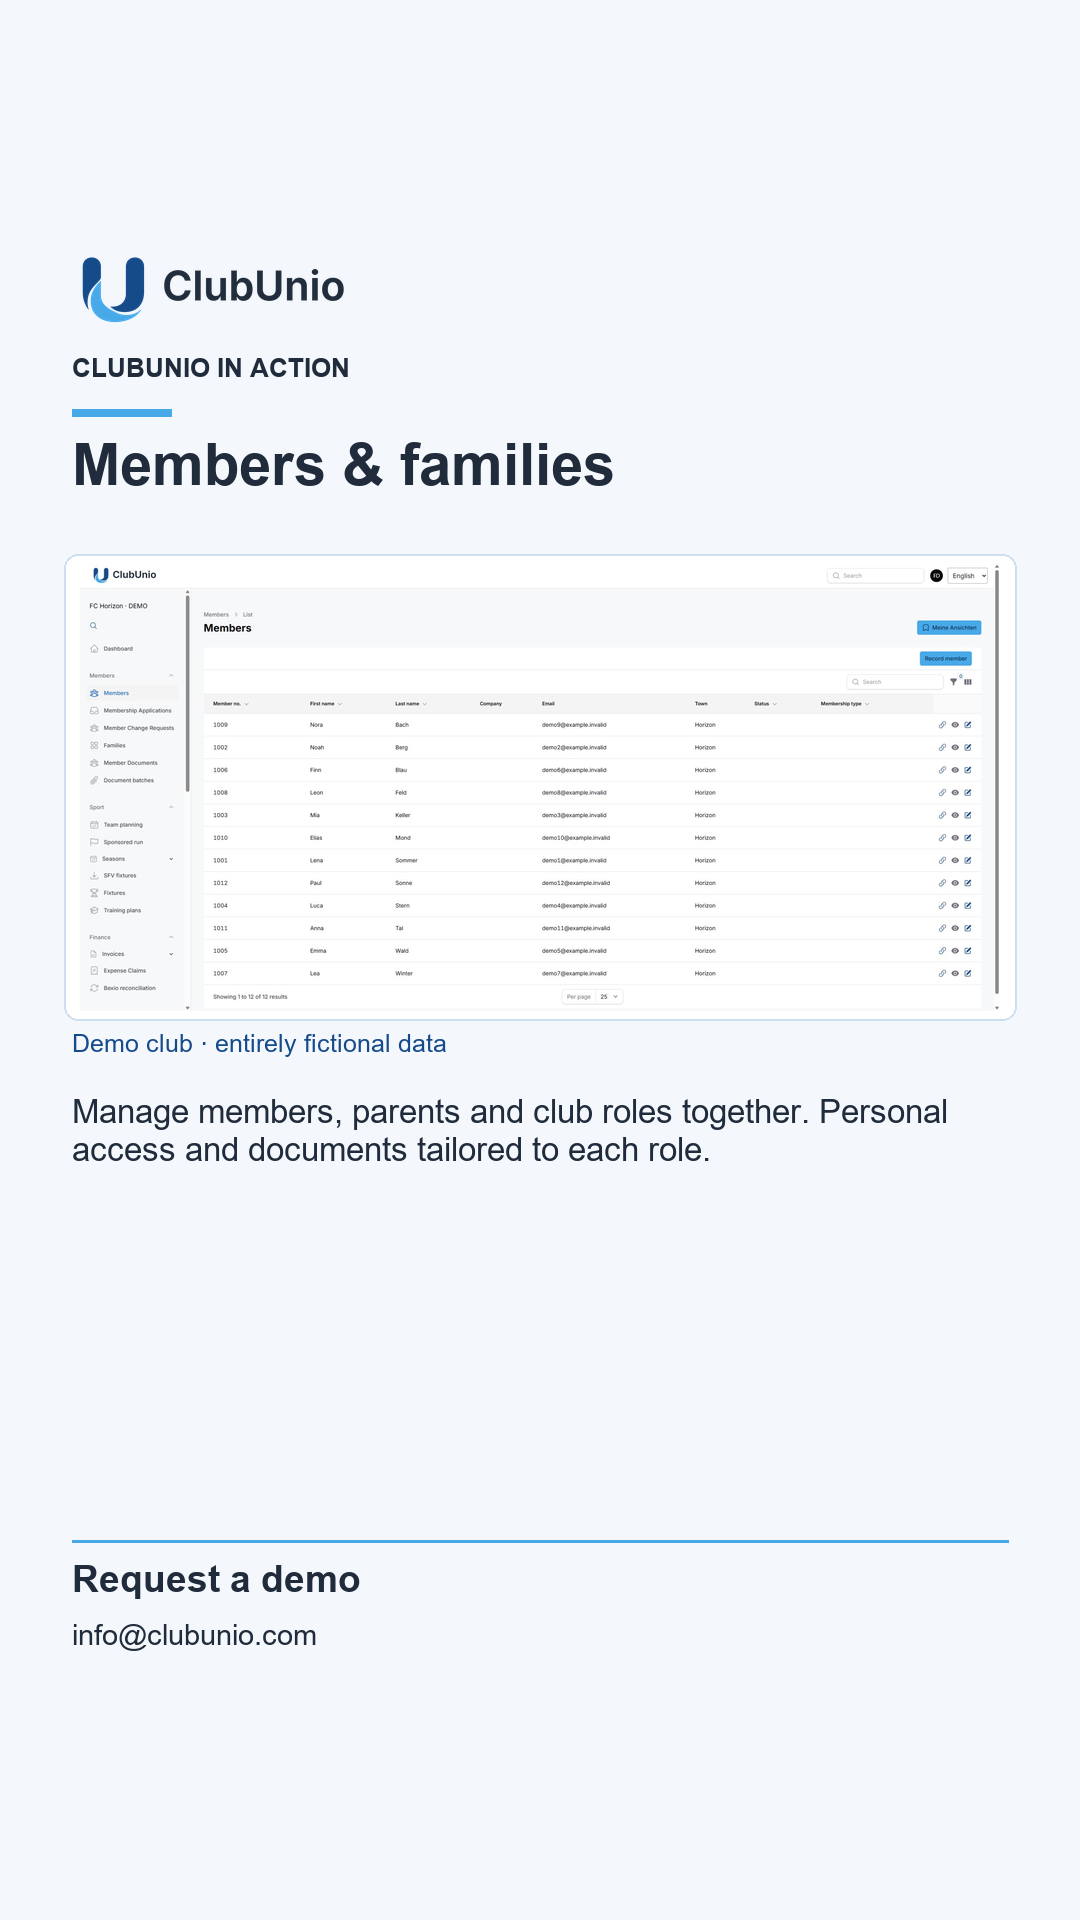 ClubUnio
CLUBUNIO IN ACTION
Members & families
ClubUnio
Search
FD
English
FC Horizon · DEMO
Dashboard
Members
Members
Membership Applications
Member Change Requests
Families
Member Documents
Document batches
Sport
Team planning
Sponsored run
Seasons
SFV fixtures
Fixtures
Training plans
Finance
Invoices
Expense Claims
Bexio reconciliation
Members > List
Members
Meine Ansichten
Record member
Search
0
Member no. First name Last name Company Email Town Status Membership type
1009 Nora Bach demo9@example.invalid Horizon
1002 Noah Berg demo2@example.invalid Horizon
1006 Finn Blau demo6@example.invalid Horizon
1008 Leon Feld demo8@example.invalid Horizon
1003 Mia Keller demo3@example.invalid Horizon
1010 Elias Mond demo10@example.invalid Horizon
1001 Lena Sommer demo1@example.invalid Horizon
1012 Paul Sonne demo12@example.invalid Horizon
1004 Luca Stern demo4@example.invalid Horizon
1011 Anna Tal demo11@example.invalid Horizon
1005 Emma Wald demo5@example.invalid Horizon
1007 Lea Winter demo7@example.invalid Horizon
Showing 1 to 12 of 12 results
Per page 25
Demo club · entirely fictional data
Manage members, parents and club roles together. Personal
access and documents tailored to each role.
Request a demo
info@clubunio.com